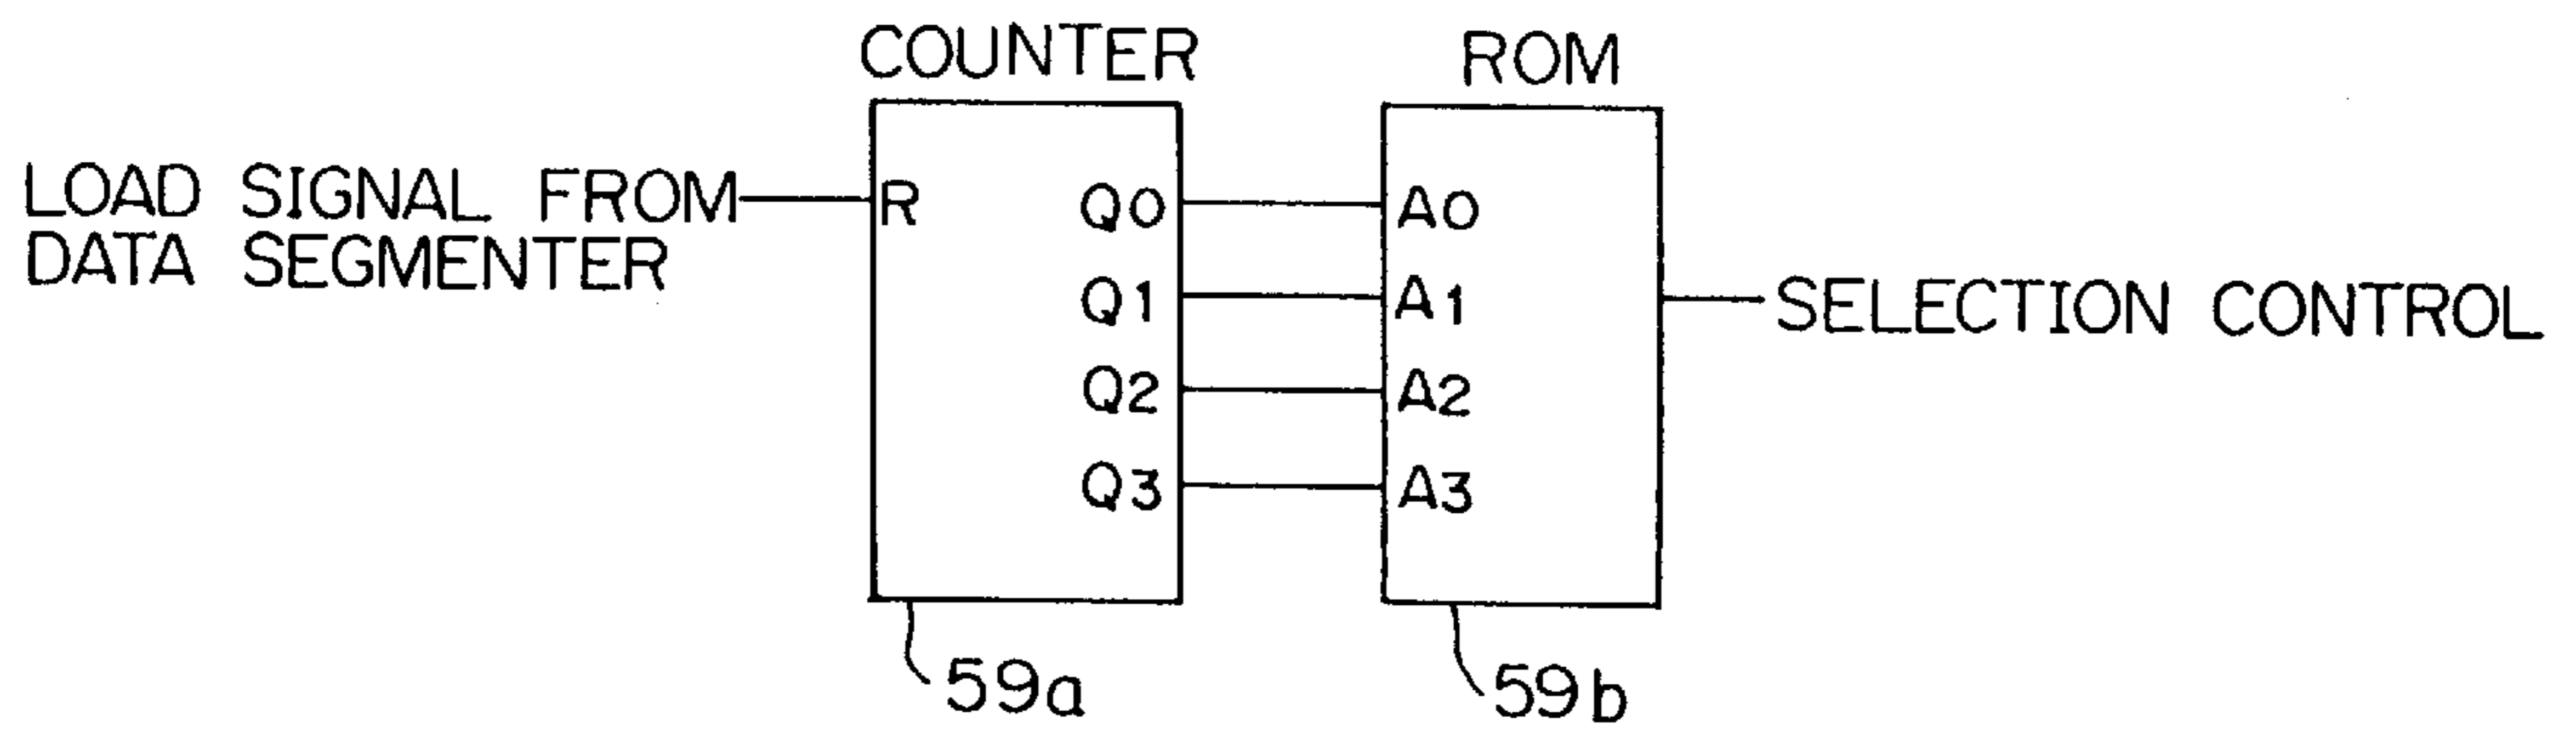 COUNTER
ROM
LOAD SIGNAL FROM
DATA SEGMENTER
R
Q0
A0
Q1
A1
SELECTION CONTROL
Q2
A2
Q3
A3
59a
59b